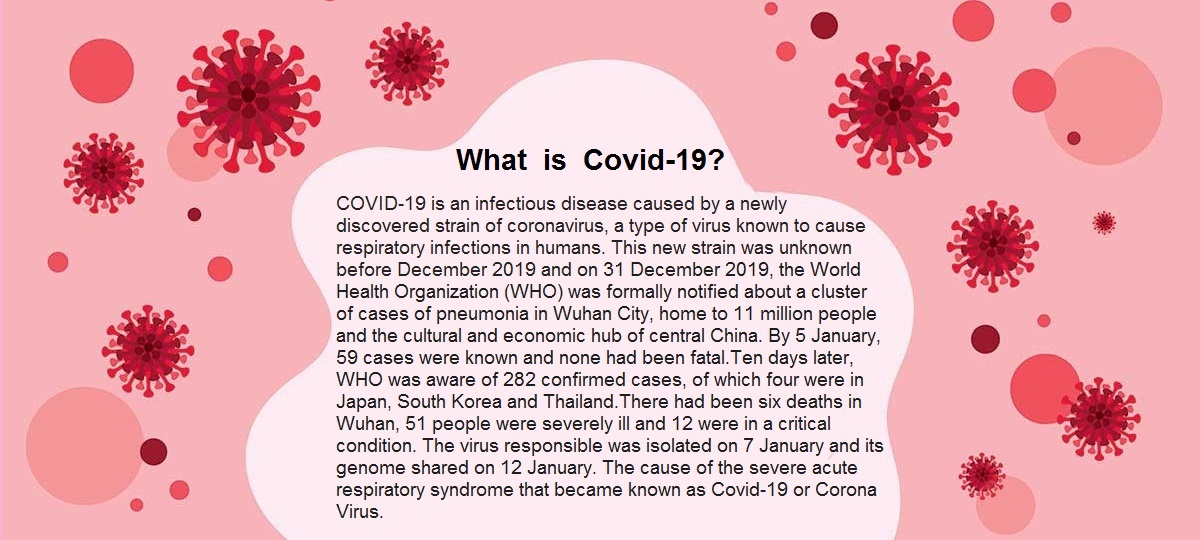 What is Covid-19?
COVID-19 is an infectious disease caused by a newly
discovered strain of coronavirus, a type of virus known to cause
respiratory infections in humans. This new strain was unknown
before December 2019 and on 31 December 2019, the World
Health Organization (WHO) was formally notified about a cluster
of cases of pneumonia in Wuhan City, home to 11 million people
and the cultural and economic hub of central China. By 5 January,
59 cases were known and none had been fatal.Ten days later,
WHO was aware of 282 confirmed cases, of which four were in
Japan, South Korea and Thailand.There had been six deaths in
Wuhan, 51 people were severely ill and 12 were in a critical
condition. The virus responsible was isolated on 7 January and its
genome shared on 12 January. The cause of the severe acute
respiratory syndrome that became known as Covid-19 or Corona
Virus.